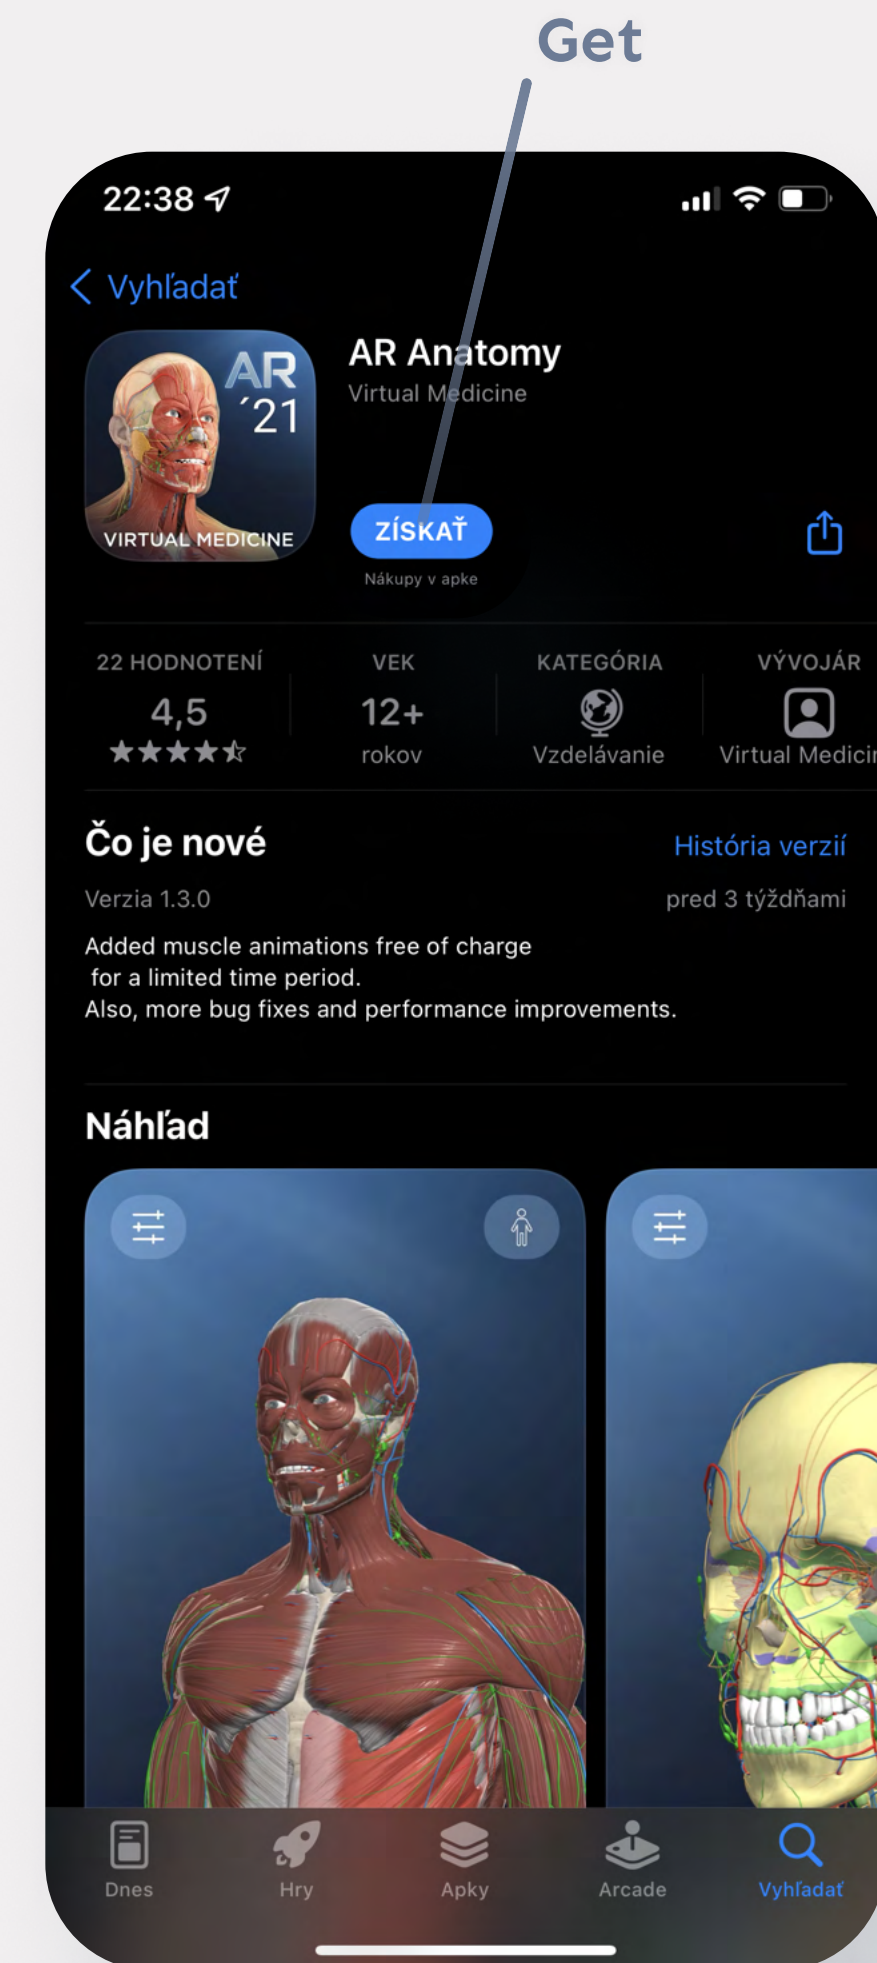 Get
22:38
Vyhľadať
AR
´21
VIRTUAL MEDICINE
AR Anatomy
Virtual Medicine
ZÍSKAŤ
Nákupy v apke
22 HODNOTENÍ
VEK
KATEGÓRIA
VÝVOJÁR
4,5
12+
rokov
Vzdelávanie
Virtual Medicin
Čo je nové
História verzií
Verzia 1.3.0
pred 3 týždňami
Added muscle animations free of charge
for a limited time period.
Also, more bug fixes and performance improvements.
Náhľad
Dnes
Hry
Apky
Arcade
Vyhľadať